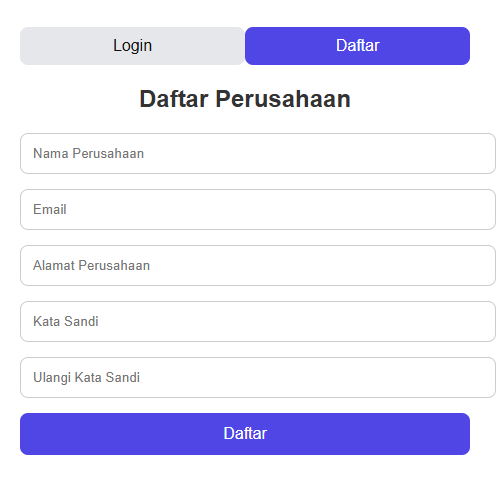 Login Daftar
Daftar Perusahaan
Nama Perusahaan
Email
Alamat Perusahaan
Kata Sandi
Ulangi Kata Sandi
Daftar